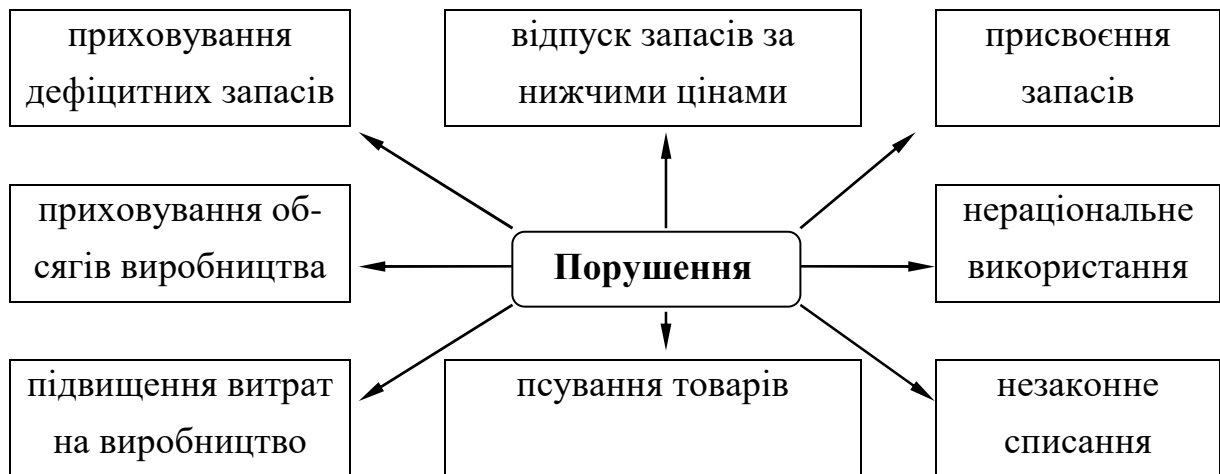 приховування
дефіцитних запасів
відпуск запасів за
нижчими цінами
присвоєння
запасів
приховування об-
сягів виробництва
Порушення
нераціональне
використання
підвищення витрат
на виробництво
псування товарів
незаконне
списання